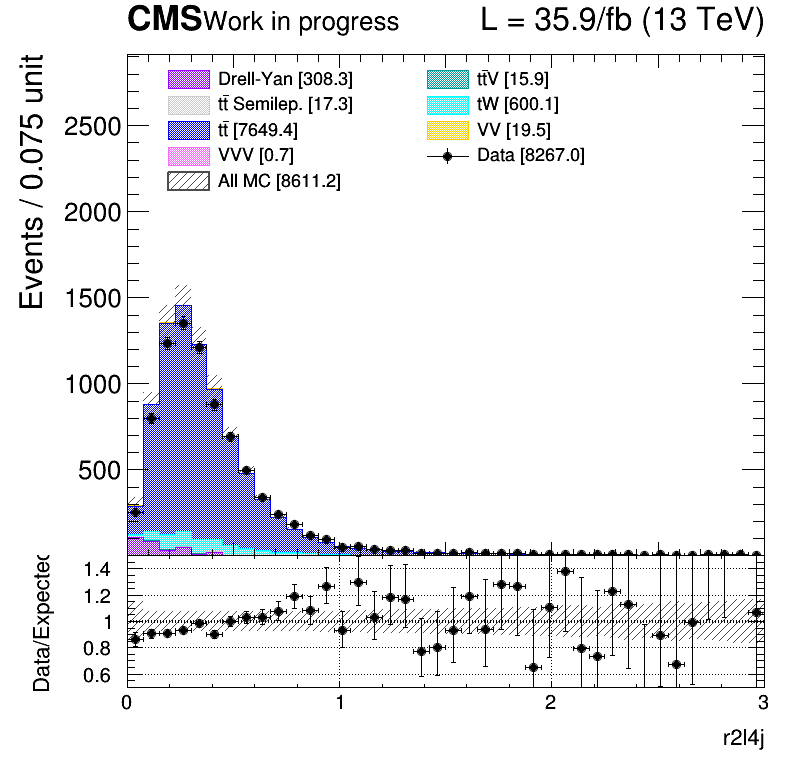 CMS Work in progress L = 35.9/fb (13 TeV)
Events / 0.075 unit
Drell-Yan [308.3]
tt̄ Semilep. [17.3]
tt̄ [7649.4]
VVV [0.7]
All MC [8611.2]
tt̄V [15.9]
tW [600.1]
VV [19.5]
Data [8267.0]
2500
2000
1500
1000
500
Data/Expected
1.4
1.2
1
0.8
0.6
0 1 2 3
r2l4j